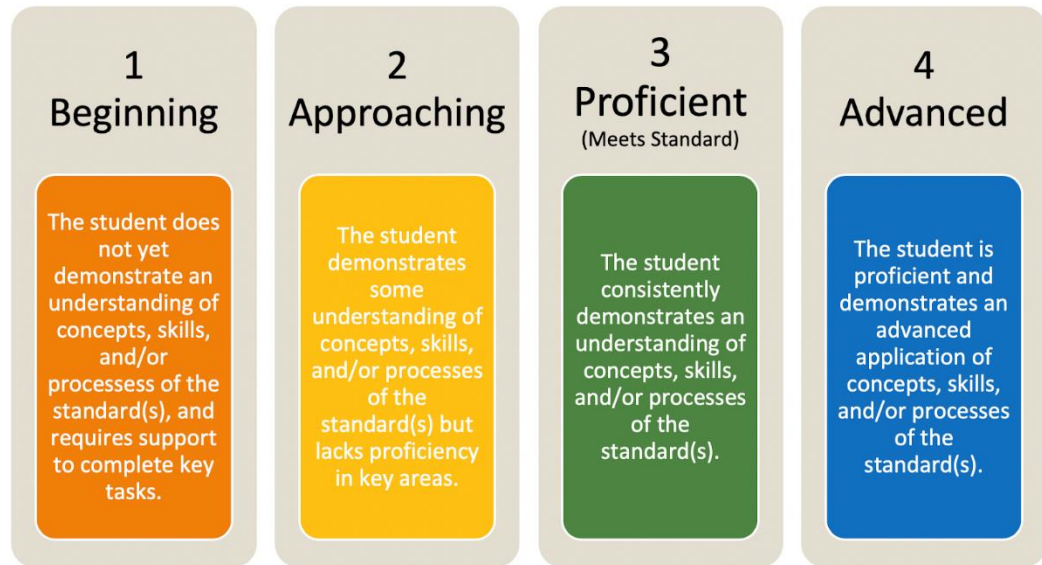 1
Beginning
The student does
not yet
demonstrate an
understanding of
concepts, skills,
and/or
processess of the
standard(s), and
requires support
to complete key
tasks.
2
Approaching
The student
demonstrates
some
understanding of
concepts, skills,
and/or processes
of the
standard(s) but
lacks proficiency
in key areas.
3
Proficient
(Meets Standard)
The student
consistently
demonstrates an
understanding of
concepts, skills,
and/or processes
of the
standard(s).
4
Advanced
The student is
proficient and
demonstrates an
advanced
application of
concepts, skills,
and/or processes
of the
standard(s).